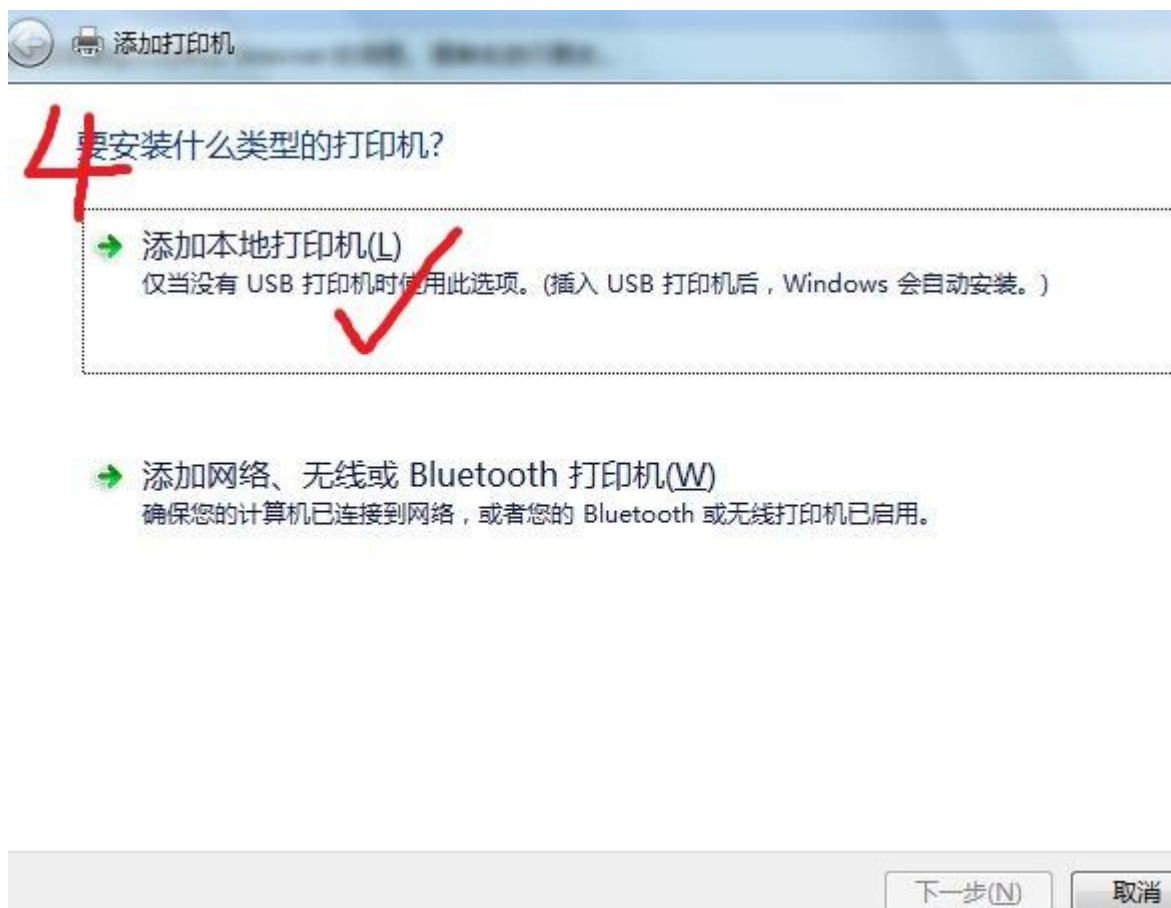 添加打印机
4
要安装什么类型的打印机?
添加本地打印机(L)
仅当没有 USB 打印机时使用此选项。(插入 USB 打印机后，Windows 会自动安装。)
添加网络、无线或 Bluetooth 打印机(W)
确保您的计算机已连接到网络，或者您的 Bluetooth 或无线打印机已启用。
下一步(N)
取消